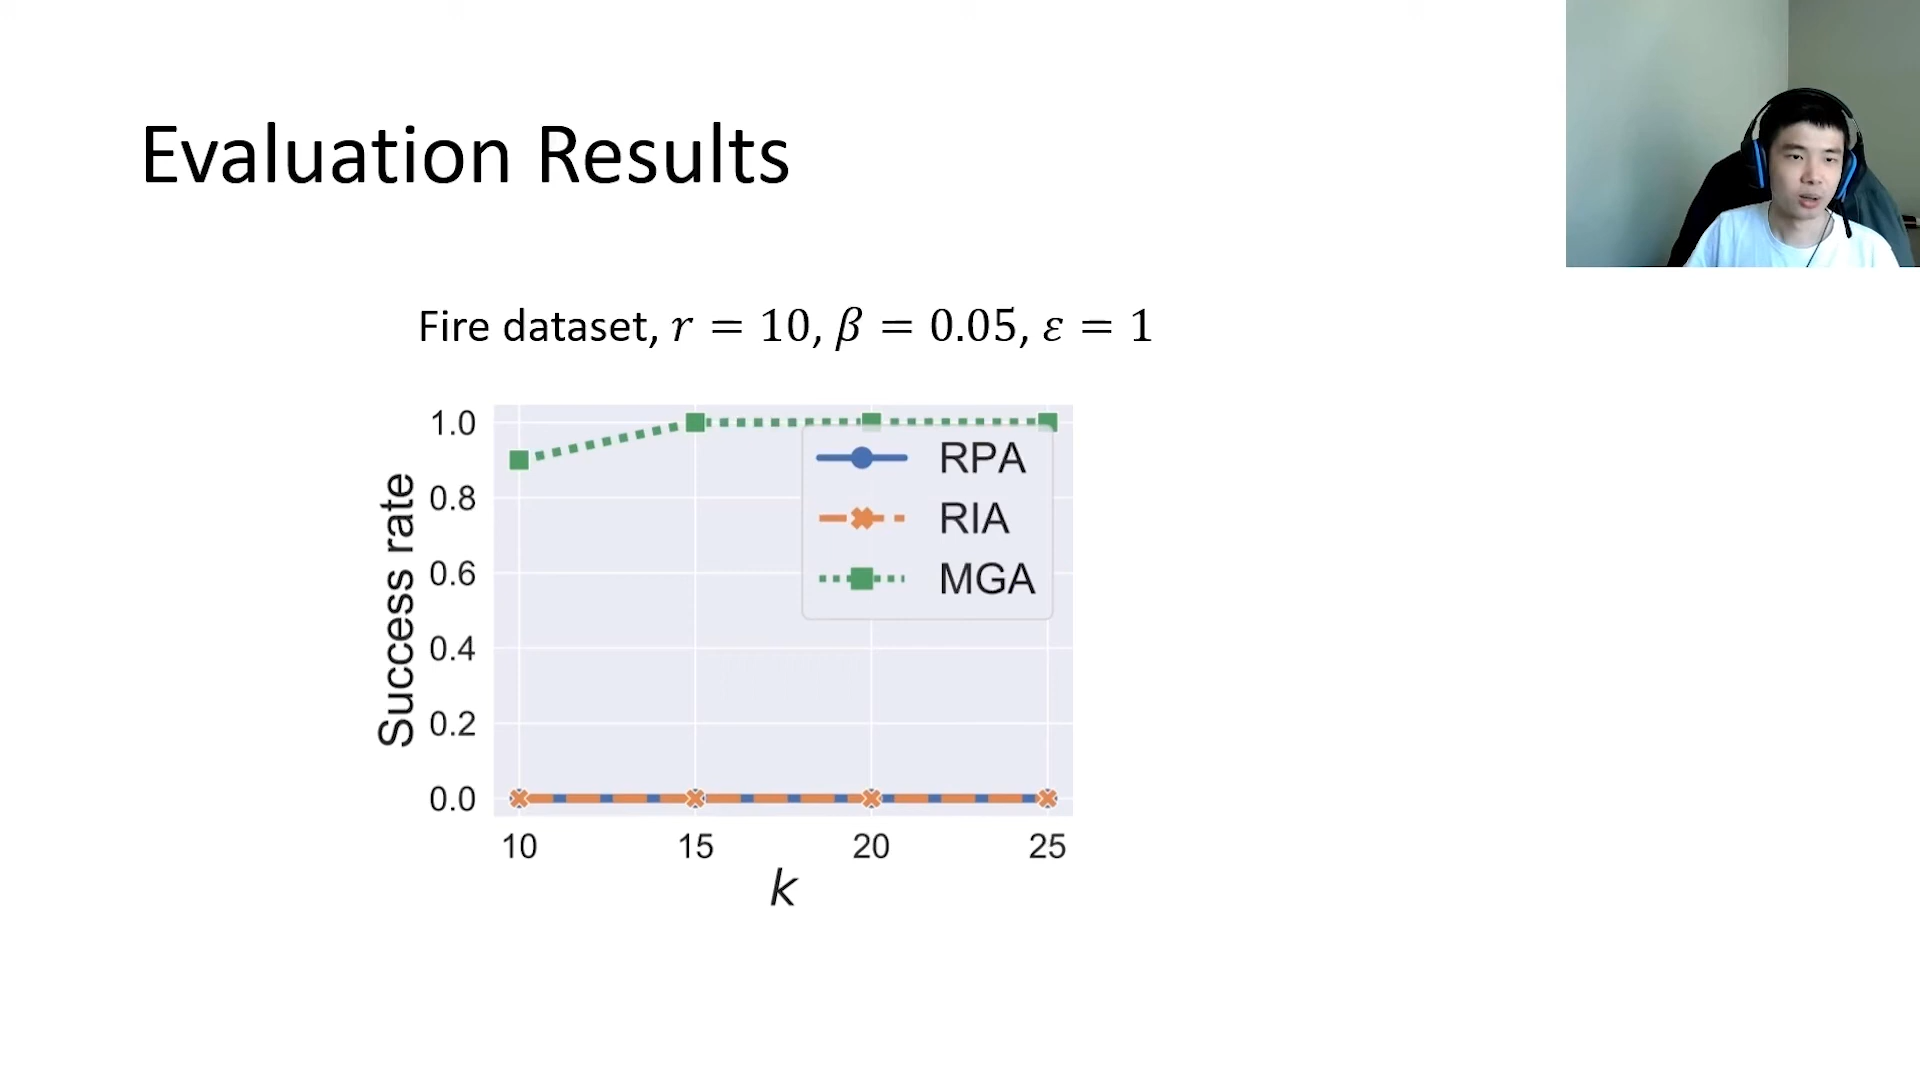 Evaluation Results
Fire dataset, 𝑟 = 10, 𝛽 = 0.05, 𝜀 = 1
1.0
0.8
0.6
0.4
0.2
0.0
Success rate
RPA
RIA
MGA
10 15 20 25
k